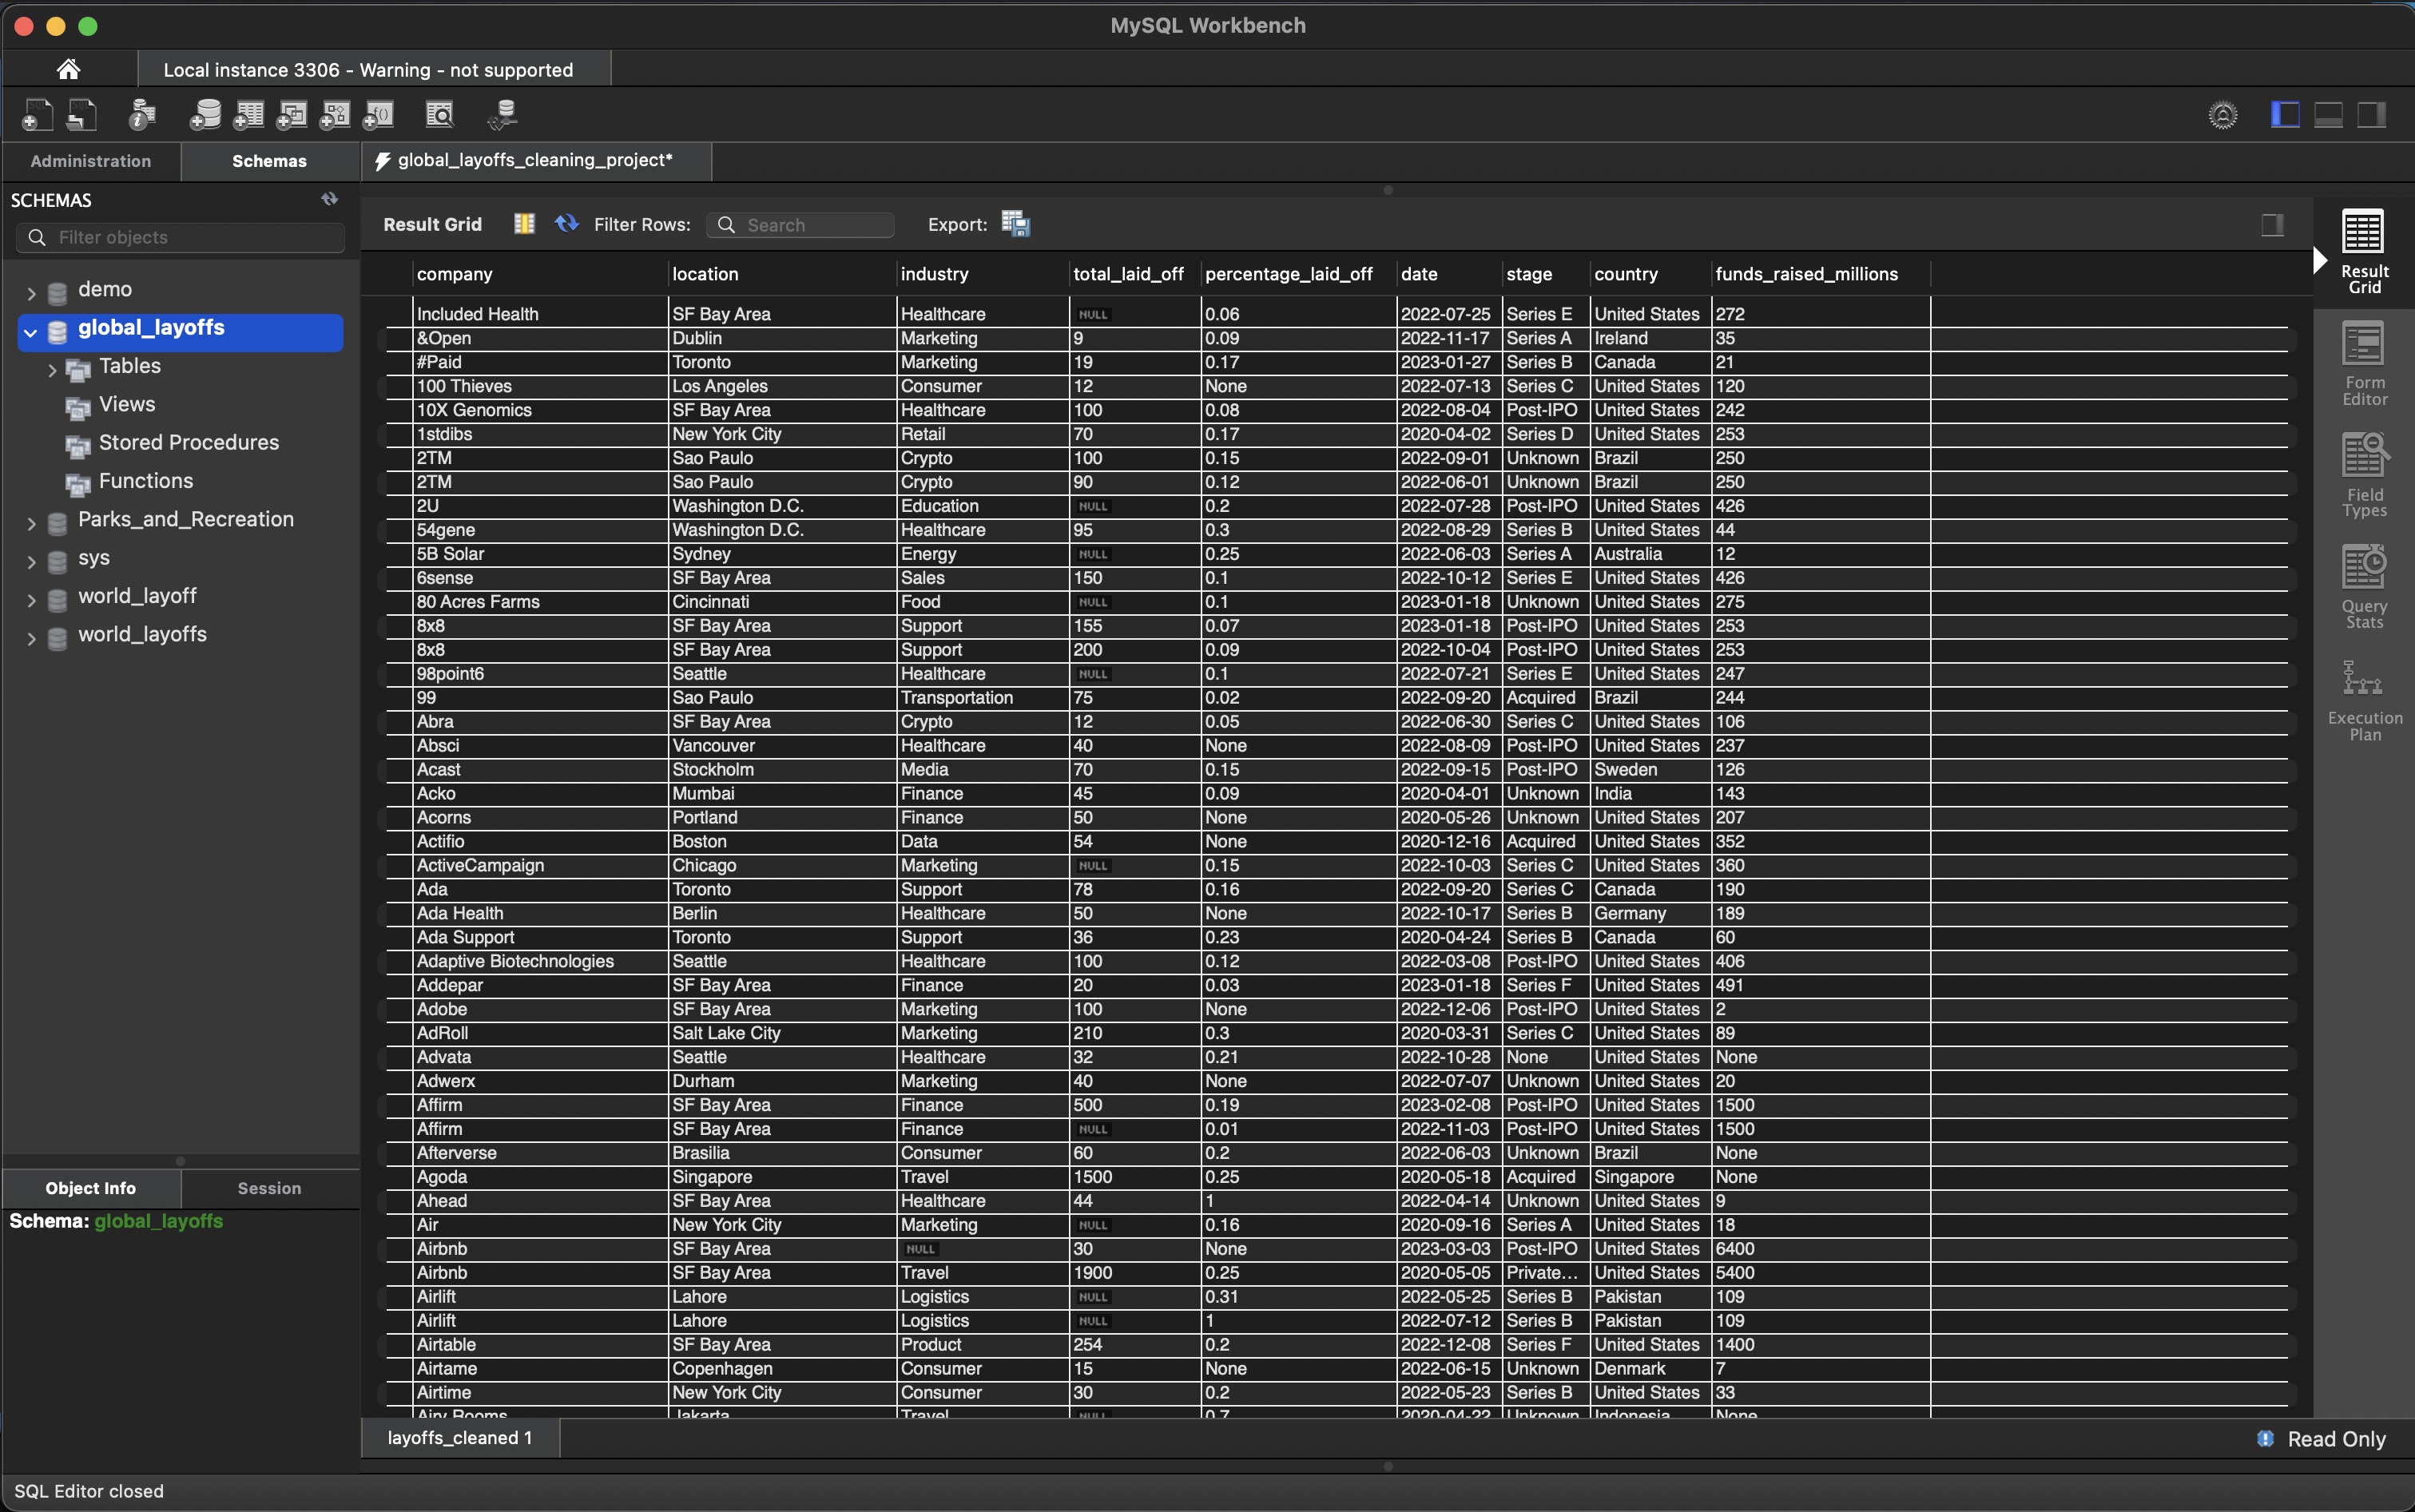 MySQL Workbench
Local instance 3306 - Warning - not supported
Administration Schemas global_layoffs_cleaning_project*
SCHEMAS
Filter objects
demo
global_layoffs
Tables
Views
Stored Procedures
Functions
Parks_and_Recreation
sys
world_layoff
world_layoffs
Object Info Session
Schema: global_layoffs
Result Grid Filter Rows: Search Export:
company location industry total_laid_off percentage_laid_off date stage country funds_raised_millions
Included Health SF Bay Area Healthcare NULL 0.06 2022-07-25 Series E United States 272
&Open Dublin Marketing 9 0.09 2022-11-17 Series A Ireland 35
#Paid Toronto Marketing 19 0.17 2023-01-27 Series B Canada 21
100 Thieves Los Angeles Consumer 12 None 2022-07-13 Series C United States 120
10X Genomics SF Bay Area Healthcare 100 0.08 2022-08-04 Post-IPO United States 242
1stdibs New York City Retail 70 0.17 2020-04-02 Series D United States 253
2TM Sao Paulo Crypto 100 0.15 2022-09-01 Unknown Brazil 250
2TM Sao Paulo Crypto 90 0.12 2022-06-01 Unknown Brazil 250
2U Washington D.C. Education NULL 0.2 2022-07-28 Post-IPO United States 426
54gene Washington D.C. Healthcare 95 0.3 2022-08-29 Series B United States 44
5B Solar Sydney Energy NULL 0.25 2022-06-03 Series A Australia 12
6sense SF Bay Area Sales 150 0.1 2022-10-12 Series E United States 426
80 Acres Farms Cincinnati Food NULL 0.1 2023-01-18 Unknown United States 275
8x8 SF Bay Area Support 155 0.07 2023-01-18 Post-IPO United States 253
8x8 SF Bay Area Support 200 0.09 2022-10-04 Post-IPO United States 253
98point6 Seattle Healthcare NULL 0.1 2022-07-21 Series E United States 247
99 Sao Paulo Transportation 75 0.02 2022-09-20 Acquired Brazil 244
Abra SF Bay Area Crypto 12 0.05 2022-06-30 Series C United States 106
Absci Vancouver Healthcare 40 None 2022-08-09 Post-IPO United States 237
Acast Stockholm Media 70 0.15 2022-09-15 Post-IPO Sweden 126
Acko Mumbai Finance 45 0.09 2020-04-01 Unknown India 143
Acorns Portland Finance 50 None 2020-05-26 Unknown United States 207
Actifio Boston Data 54 None 2020-12-16 Acquired United States 352
ActiveCampaign Chicago Marketing NULL 0.15 2022-10-03 Series C United States 360
Ada Toronto Support 78 0.16 2022-09-20 Series C Canada 190
Ada Health Berlin Healthcare 50 None 2022-10-17 Series B Germany 189
Ada Support Toronto Support 36 0.23 2020-04-24 Series B Canada 60
Adaptive Biotechnologies Seattle Healthcare 100 0.12 2022-03-08 Post-IPO United States 406
Addepar SF Bay Area Finance 20 0.03 2023-01-18 Series F United States 491
Adobe SF Bay Area Marketing 100 None 2022-12-06 Post-IPO United States 2
AdRoll Salt Lake City Marketing 210 0.3 2020-03-31 Series C United States 89
Advata Seattle Healthcare 32 0.21 2022-10-28 None United States None
Adwerx Durham Marketing 40 None 2022-07-07 Unknown United States 20
Affirm SF Bay Area Finance 500 0.19 2023-02-08 Post-IPO United States 1500
Affirm SF Bay Area Finance NULL 0.01 2022-11-03 Post-IPO United States 1500
Afterverse Brasilia Consumer 60 0.2 2022-06-03 Unknown Brazil None
Agoda Singapore Travel 1500 0.25 2020-05-18 Acquired Singapore None
Ahead SF Bay Area Healthcare 44 1 2022-04-14 Unknown United States 9
Air New York City Marketing NULL 0.16 2020-09-16 Series A United States 18
Airbnb SF Bay Area NULL 30 None 2023-03-03 Post-IPO United States 6400
Airbnb SF Bay Area Travel 1900 0.25 2020-05-05 Private... United States 5400
Airlift Lahore Logistics NULL 0.31 2022-05-25 Series B Pakistan 109
Airlift Lahore Logistics NULL 1 2022-07-12 Series B Pakistan 109
Airtable SF Bay Area Product 254 0.2 2022-12-08 Series F United States 1400
Airtame Copenhagen Consumer 15 None 2022-06-15 Unknown Denmark 7
Airtime New York City Consumer 30 0.2 2022-05-23 Series B United States 33
Airy Rooms Jakarta Travel NULL 0.7 2020-04-22 Unknown Indonesia None
Result
Grid
Form
Editor
Field
Types
Query
Stats
Execution
Plan
layoffs_cleaned 1 Read Only
SQL Editor closed